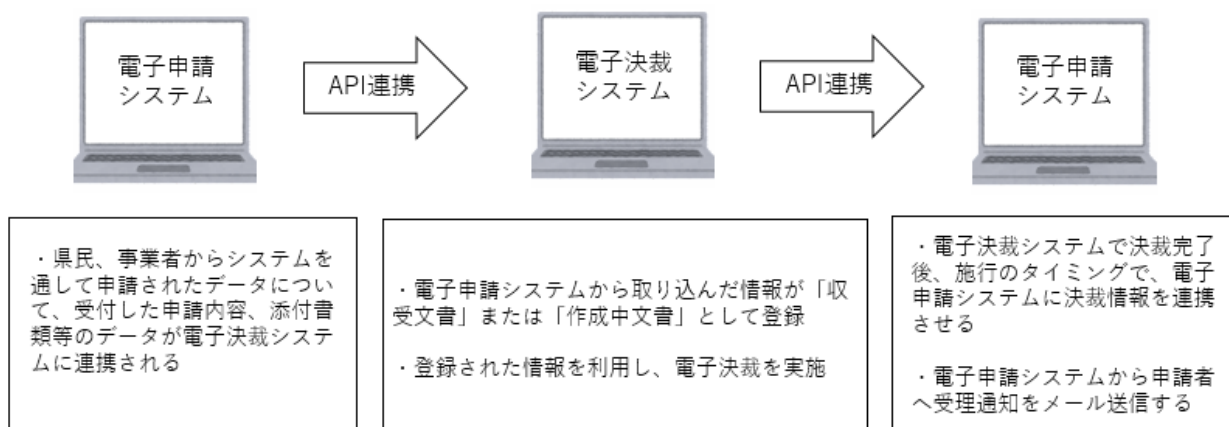 電子申請
システム
API連携
電子決裁
システム
API連携
電子申請
システム
・県民、事業者からシステムを
通して申請されたデータについ
て、受付した申請内容、添付書
類等のデータが電子決裁システ
ムに連携される
・電子申請システムから取り込んだ情報が「収
受文書」または「作成中文書」として登録
・登録された情報を利用し、電子決裁を実施
・電子決裁システムで決裁完了
後、施行のタイミングで、電子
申請システムに決裁情報を連携
させる
・電子申請システムから申請者
へ受理通知をメール送信する